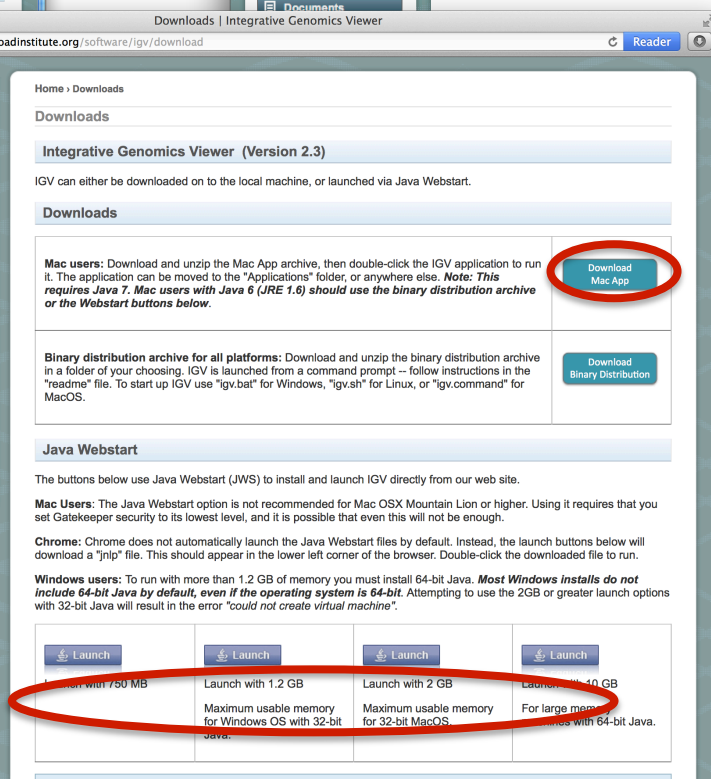 Documents
Downloads | Integrative Genomics Viewer
oadinstitute.org/software/igv/download
Reader
Home › Downloads
Downloads
Integrative Genomics Viewer (Version 2.3)
IGV can either be downloaded on to the local machine, or launched via Java Webstart.
Downloads
Mac users: Download and unzip the Mac App archive, then double-click the IGV application to run
it. The application can be moved to the "Applications" folder, or anywhere else. Note: This
requires Java 7. Mac users with Java 6 (JRE 1.6) should use the binary distribution archive
or the Webstart buttons below.
Download
Mac App
Binary distribution archive for all platforms: Download and unzip the binary distribution archive
in a folder of your choosing. IGV is launched from a command prompt -- follow instructions in the
"readme" file. To start up IGV use "igv.bat" for Windows, "igv.sh" for Linux, or "igv.command" for
MacOS.
Download
Binary Distribution
Java Webstart
The buttons below use Java Webstart (JWS) to install and launch IGV directly from our web site.
Mac Users: The Java Webstart option is not recommended for Mac OSX Mountain Lion or higher. Using it requires that you
set Gatekeeper security to its lowest level, and it is possible that even this will not be enough.
Chrome: Chrome does not automatically launch the Java Webstart files by default. Instead, the launch buttons below will
download a "jnlp" file. This should appear in the lower left corner of the browser. Double-click the downloaded file to run.
Windows users: To run with more than 1.2 GB of memory you must install 64-bit Java. Most Windows installs do not
include 64-bit Java by default, even if the operating system is 64-bit. Attempting to use the 2GB or greater launch options
with 32-bit Java will result in the error "could not create virtual machine".
Launch
Launch with 750 MB
Launch
Launch with 1.2 GB
Maximum usable memory
for Windows OS with 32-bit
Java.
Launch
Launch with 2 GB
Maximum usable memory
for 32-bit MacOS.
Launch
Launch with 10 GB
For large memory
machines with 64-bit Java.